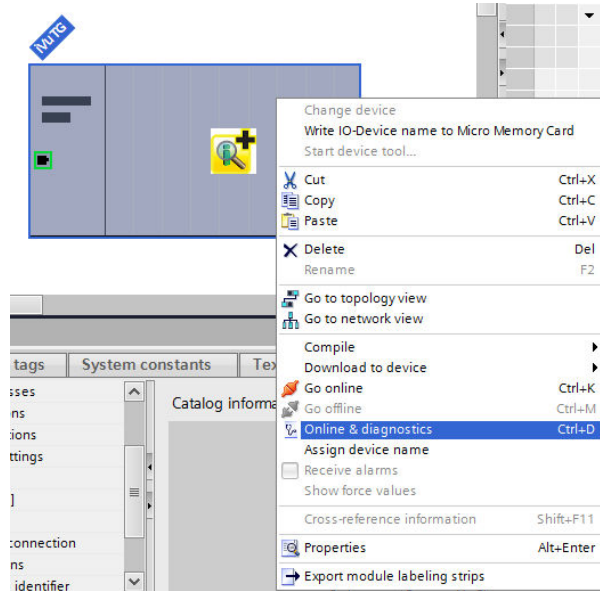 iVu TG
Change device
Write IO-Device name to Micro Memory Card
Start device tool...
Cut Ctrl+X
Copy Ctrl+C
Paste Ctrl+V
Delete Del
Rename F2
Go to topology view
Go to network view
Compile
Download to device
Go online Ctrl+K
Go offline Ctrl+M
Online & diagnostics Ctrl+D
Assign device name
Receive alarms
Show force values
Cross-reference information Shift+F11
Properties Alt+Enter
Export module labeling strips
tags System constants Tex
sses
ns
tions
ttings
]
connection
ns
identifier
Catalog informa